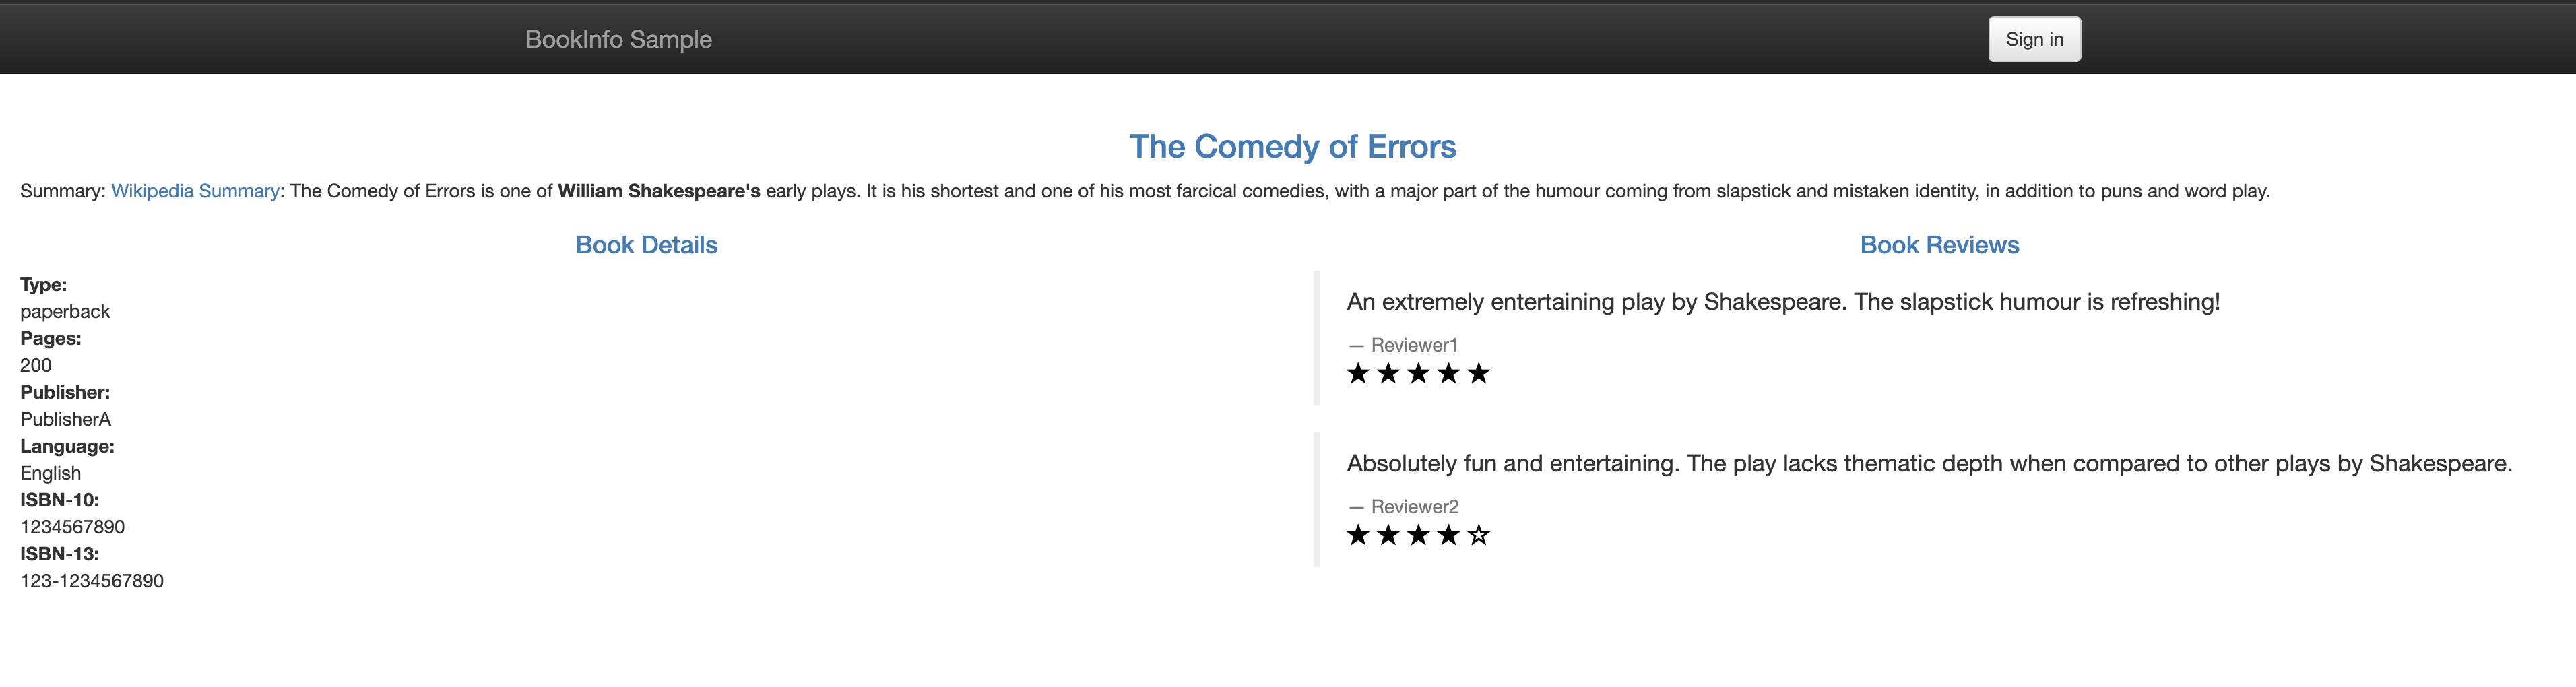 BookInfo Sample
Sign in
The Comedy of Errors
Summary: Wikipedia Summary: The Comedy of Errors is one of William Shakespeare's early plays. It is his shortest and one of his most farcical comedies, with a major part of the humour coming from slapstick and mistaken identity, in addition to puns and word play.
Book Details
Type:
paperback
Pages:
200
Publisher:
PublisherA
Language:
English
ISBN-10:
1234567890
ISBN-13:
123-1234567890
Book Reviews
An extremely entertaining play by Shakespeare. The slapstick humour is refreshing!
— Reviewer1
★★★★★
Absolutely fun and entertaining. The play lacks thematic depth when compared to other plays by Shakespeare.
— Reviewer2
★★★★☆